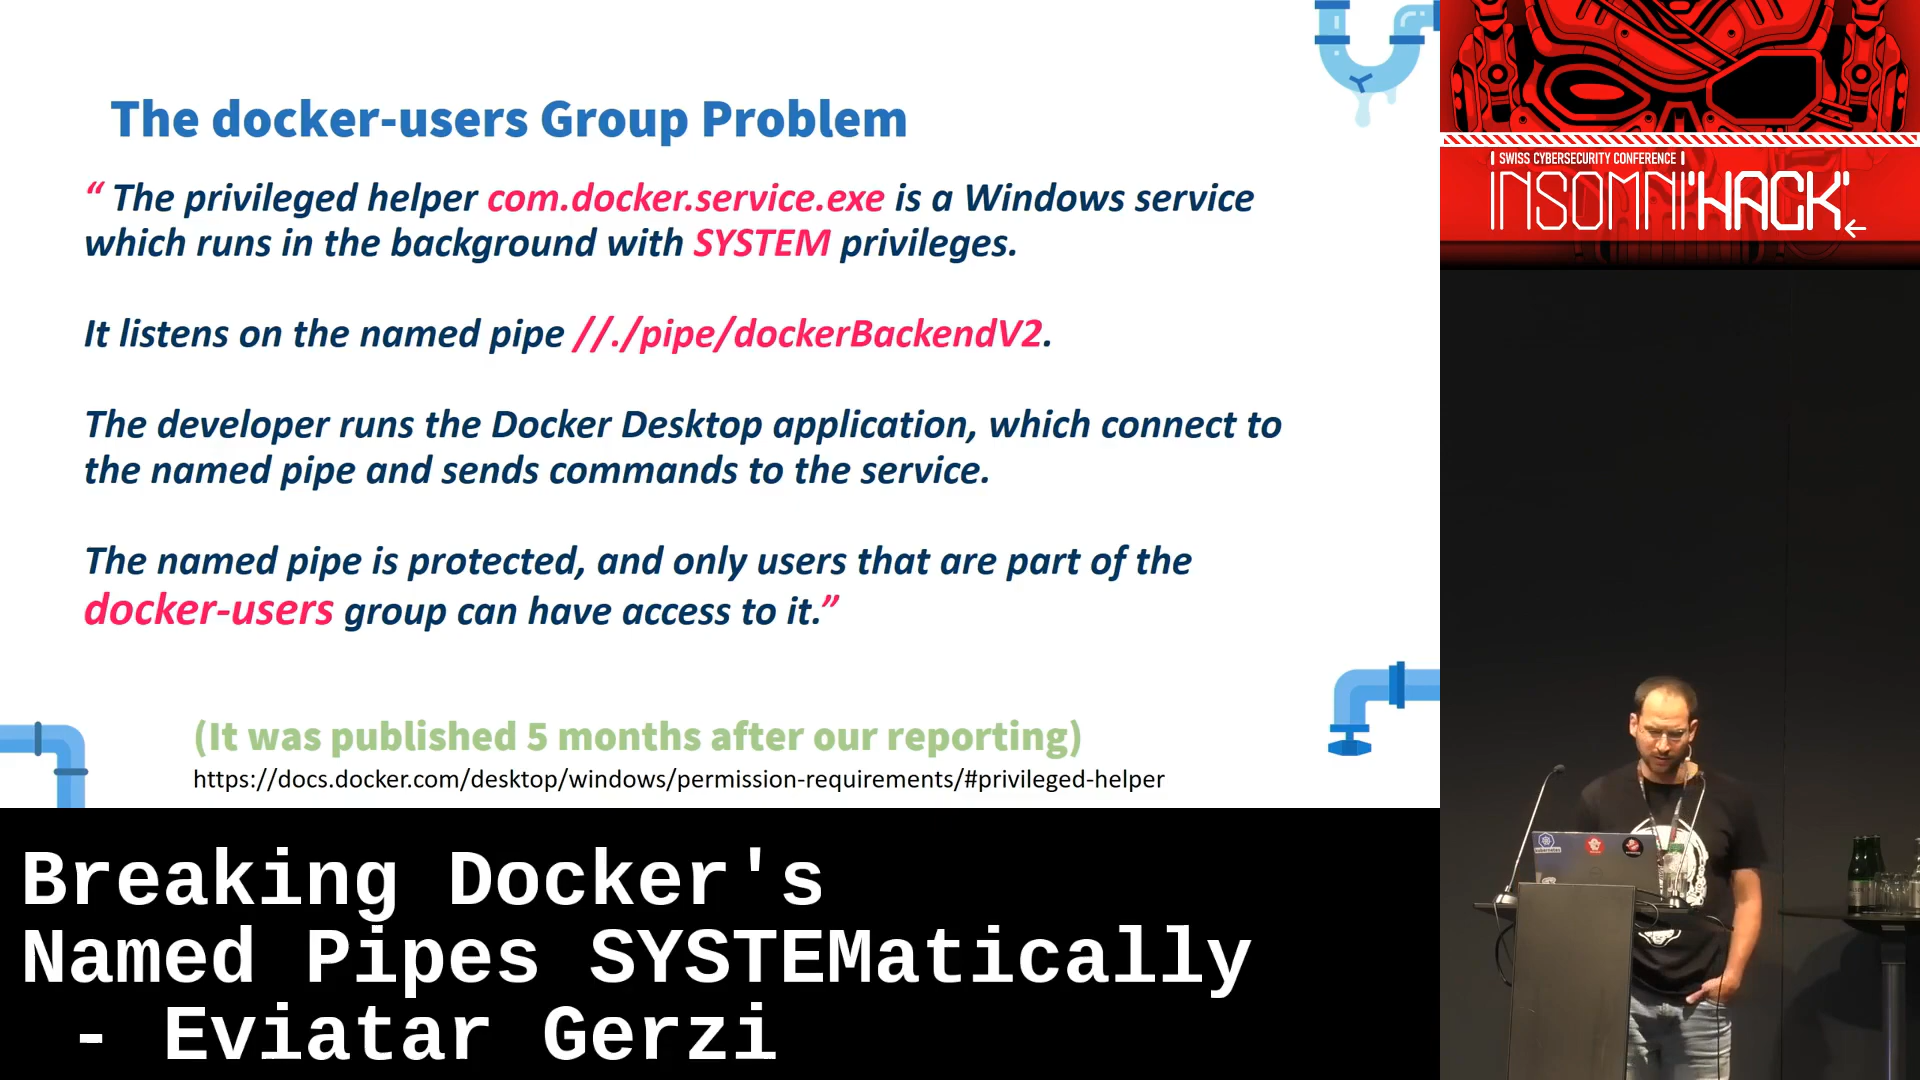 The docker-users Group Problem
“ The privileged helper com.docker.service.exe is a Windows service
which runs in the background with SYSTEM privileges.
It listens on the named pipe //./pipe/dockerBackendV2.
The developer runs the Docker Desktop application, which connect to
the named pipe and sends commands to the service.
The named pipe is protected, and only users that are part of the
docker-users group can have access to it.”
(It was published 5 months after our reporting)
https://docs.docker.com/desktop/windows/permission-requirements/#privileged-helper
SWISS CYBERSECURITY CONFERENCE
INSOMNI'HACK'
Breaking Docker's
Named Pipes SYSTEMatically
- Eviatar Gerzi